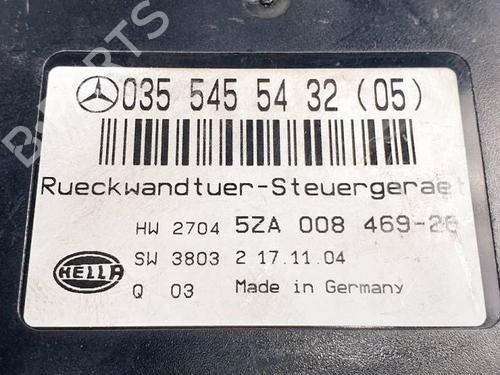 035 545 54 32 (05)
Rueckwandtuer-Steuergeraet
HW 2704 5ZA 008 469-26
HELLA SW 3803 2 17.11.04
Q 03 Made in Germany